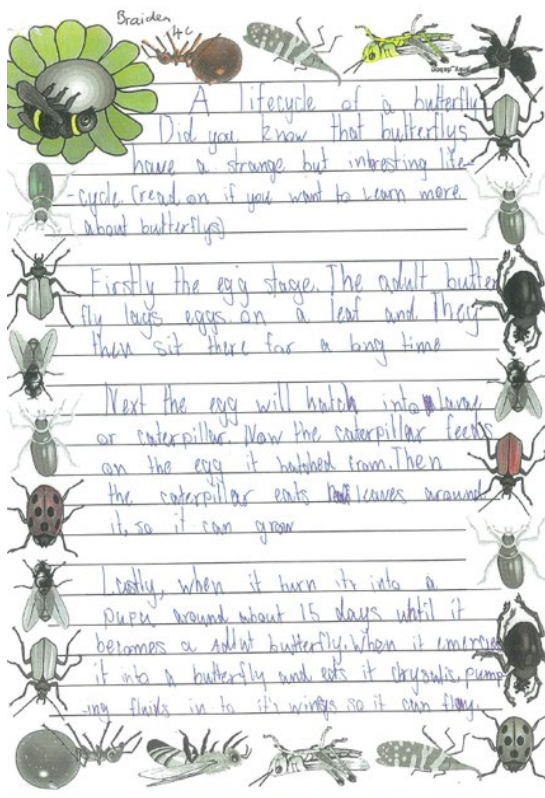 Braiden 4C
A lifecycle of a butterfly
Did you know that butterflys
have a strange but intresting life-
-cycle (read on if you want to learn more
about butterflys)
Firstly the egg stage. The adult butter
fly lays eggs on a leaf and They
then sit there for a long time
Next the egg will hatch into larvae
or caterpillar. Now the caterpillar feeds
on the egg it hatched from. Then
the caterpillar eats leaves around
it, so it can grow
Lastly, when it turn into a
pupu around about 15 days until it
becomes a adlut butterfly. When it emerges
it into a butterfly and eats it chrysalis pump
-ing fluids in to it's wings so it can flay.